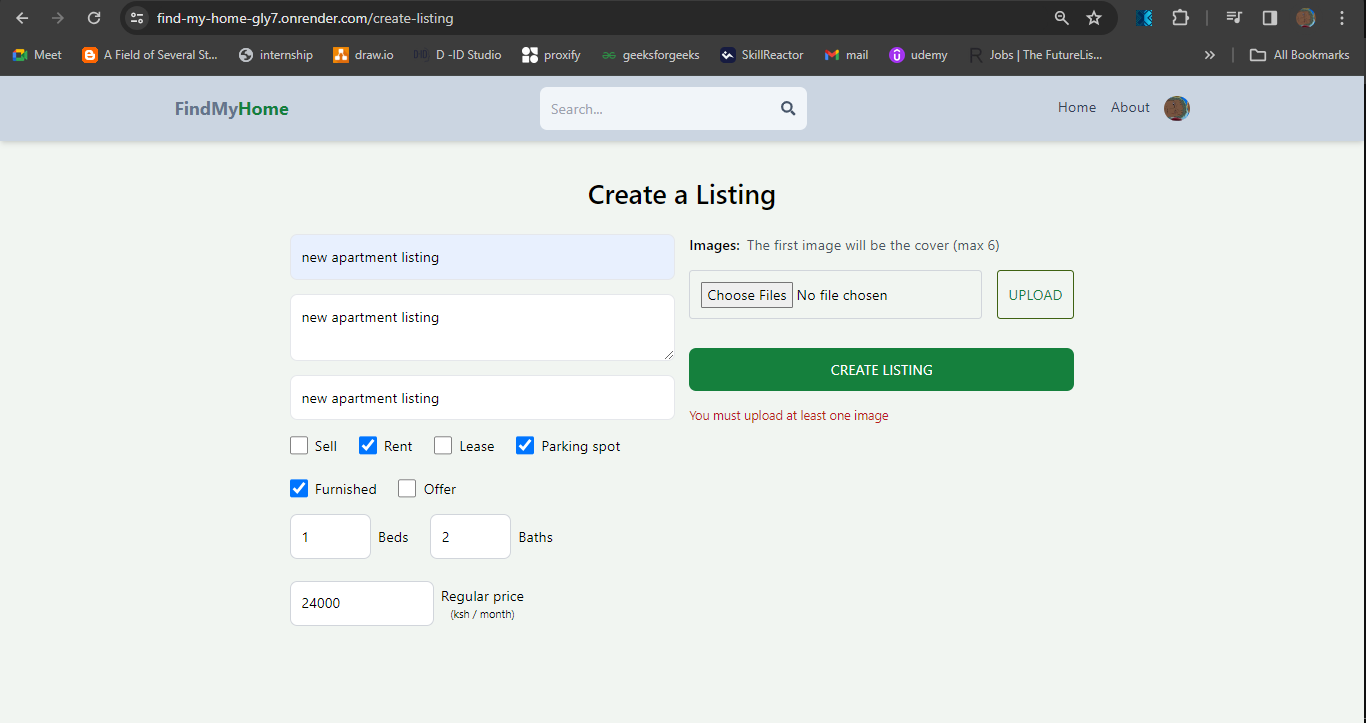 find-my-home-gly7.onrender.com/create-listing
Meet A Field of Several St... internship draw.io D -ID Studio proxify geeksforgeeks SkillReactor mail udemy Jobs | The FutureLis... » All Bookmarks
FindMyHome Search... Home About
Create a Listing
new apartment listing
new apartment listing
new apartment listing
Sell Rent Lease Parking spot
Furnished Offer
1 Beds 2 Baths
24000 Regular price
(ksh / month)
Images: The first image will be the cover (max 6)
Choose Files No file chosen UPLOAD
CREATE LISTING
You must upload at least one image